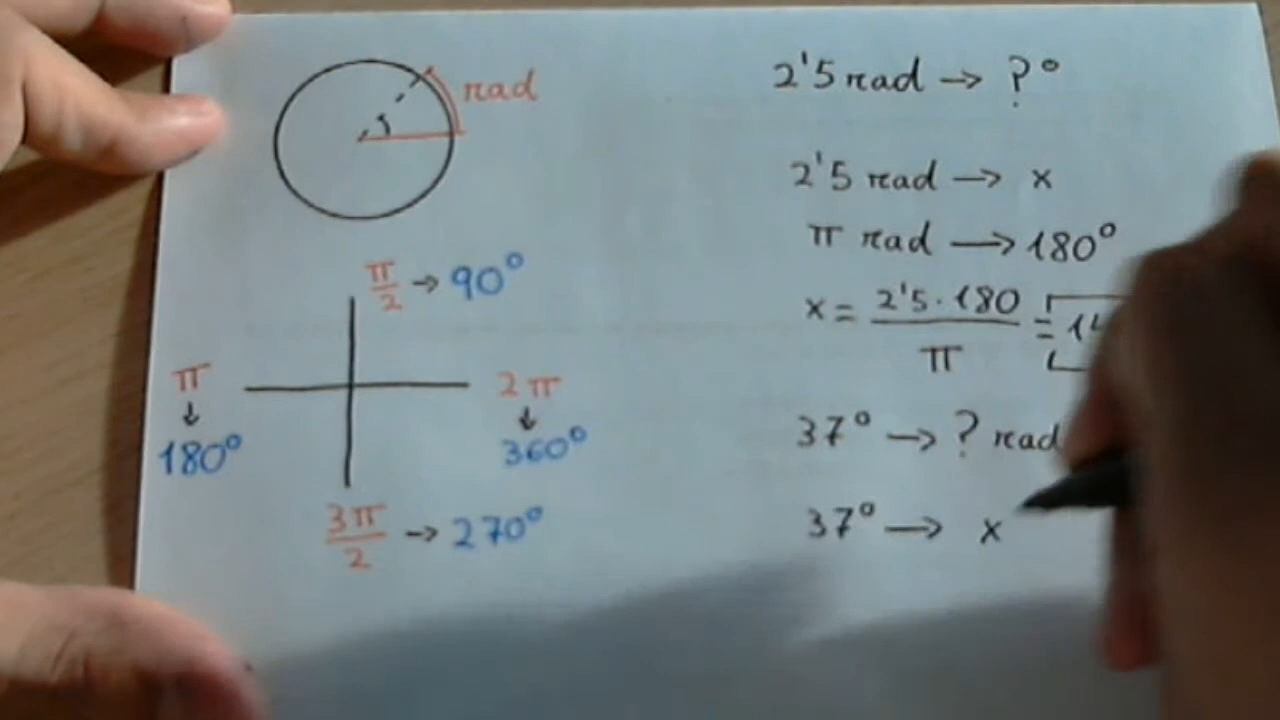 rad
π/2 → 90°
π
↓
180°
2π
↓
360°
3π/2 → 270°
2'5 rad → ?°
2'5 rad → x
π rad → 180°
x = 2'5 · 180 / π =
37° → ? rad
37° → x